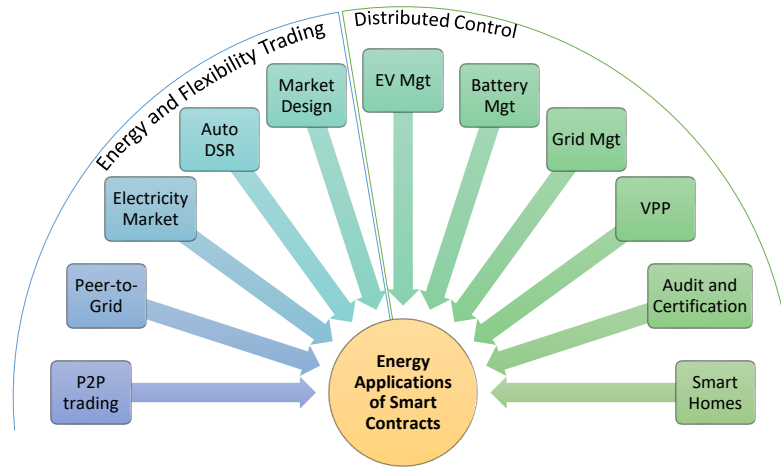 Energy and Flexibility Trading
Distributed Control
P2P
trading
Peer-to-
Grid
Electricity
Market
Auto
DSR
Market
Design
EV Mgt
Battery
Mgt
Grid Mgt
VPP
Audit and
Certification
Smart
Homes
Energy
Applications
of Smart
Contracts